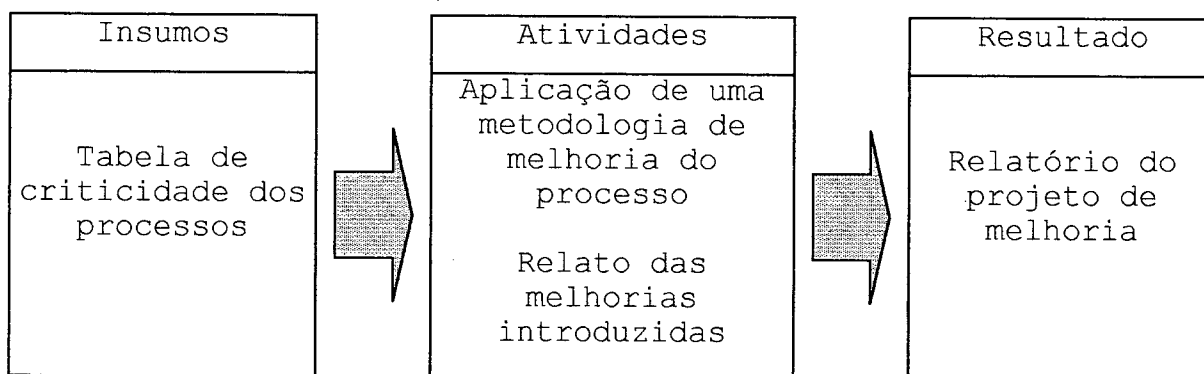 Insumos
Tabela de
criticidade dos
processos
Atividades
Aplicação de uma
metodologia de
melhoria do
processo
Relato das
melhorias
introduzidas
Resultado
Relatório do
projeto de
melhoria